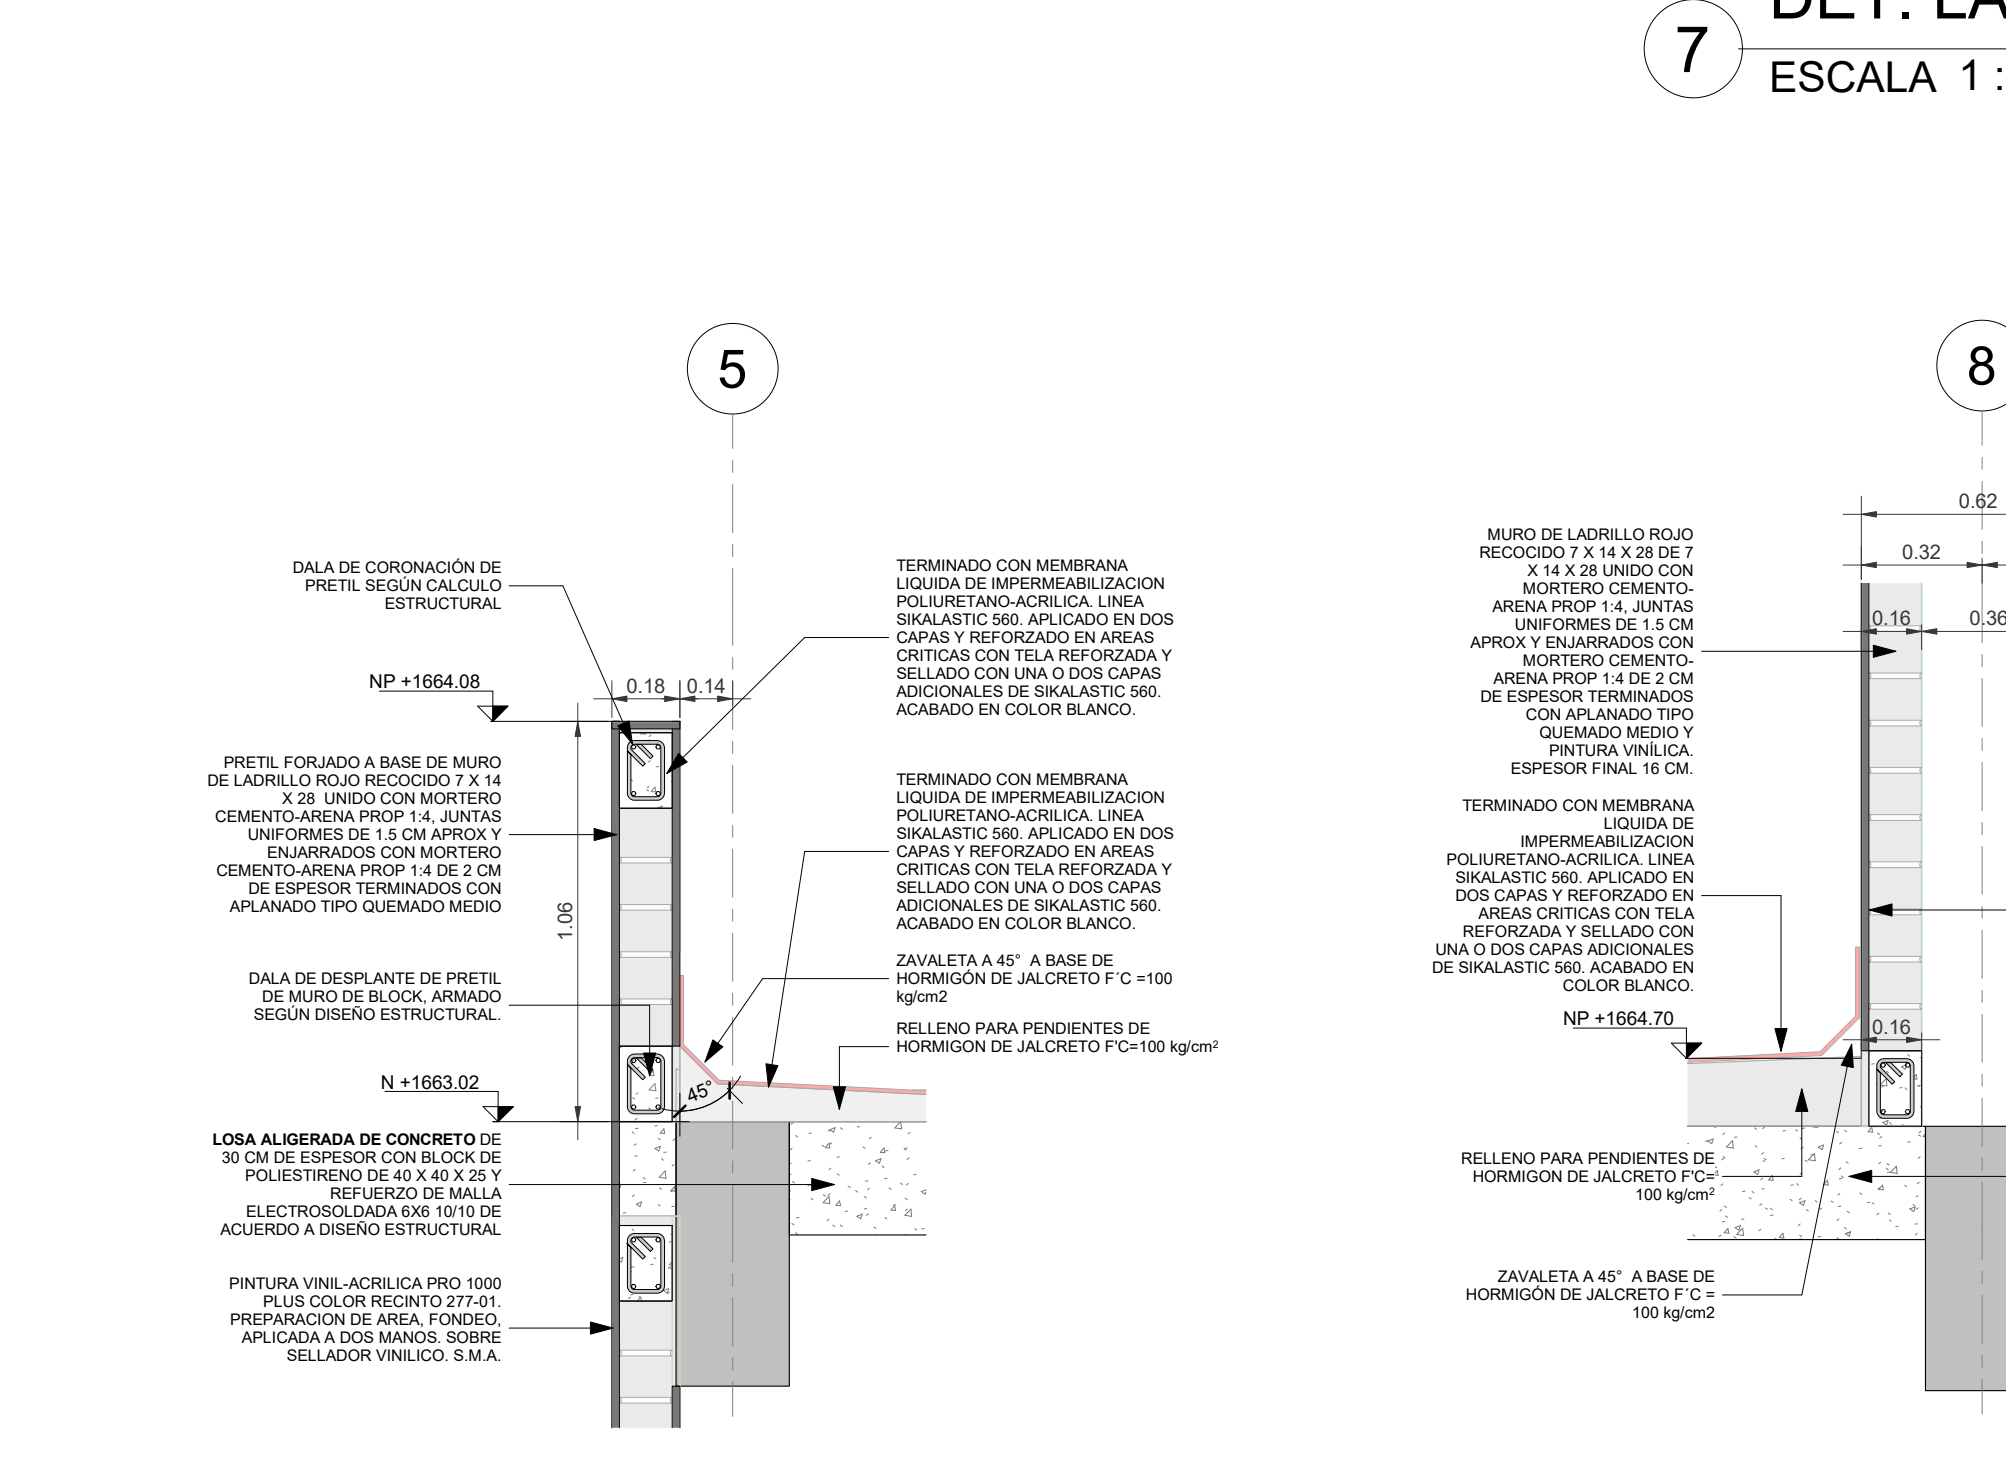 7
ESCALA 1 :
5
8
DALA DE CORONACIÓN DE
PRETIL SEGÚN CALCULO
ESTRUCTURAL
NP +1664.08
PRETIL FORJADO A BASE DE MURO
DE LADRILLO ROJO RECOCIDO 7 X 14
X 28 UNIDO CON MORTERO
CEMENTO-ARENA PROP 1:4, JUNTAS
UNIFORMES DE 1.5 CM APROX Y
ENJARRADOS CON MORTERO
CEMENTO-ARENA PROP 1:4 DE 2 CM
DE ESPESOR TERMINADOS CON
APLANADO TIPO QUEMADO MEDIO
DALA DE DESPLANTE DE PRETIL
DE MURO DE BLOCK, ARMADO
SEGÚN DISEÑO ESTRUCTURAL.
N +1663.02
LOSA ALIGERADA DE CONCRETO DE
30 CM DE ESPESOR CON BLOCK DE
POLIESTIRENO DE 40 X 40 X 25 Y
REFUERZO DE MALLA
ELECTROSOLDADA 6X6 10/10 DE
ACUERDO A DISEÑO ESTRUCTURAL
PINTURA VINIL-ACRILICA PRO 1000
PLUS COLOR RECINTO 277-01.
PREPARACION DE AREA, FONDEO,
APLICADA A DOS MANOS. SOBRE
SELLADOR VINILICO. S.M.A.
0.18
0.14
1.06
45°
TERMINADO CON MEMBRANA
LIQUIDA DE IMPERMEABILIZACION
POLIURETANO-ACRILICA. LINEA
SIKALASTIC 560. APLICADO EN DOS
CAPAS Y REFORZADO EN AREAS
CRITICAS CON TELA REFORZADA Y
SELLADO CON UNA O DOS CAPAS
ADICIONALES DE SIKALASTIC 560.
ACABADO EN COLOR BLANCO.
TERMINADO CON MEMBRANA
LIQUIDA DE IMPERMEABILIZACION
POLIURETANO-ACRILICA. LINEA
SIKALASTIC 560. APLICADO EN DOS
CAPAS Y REFORZADO EN AREAS
CRITICAS CON TELA REFORZADA Y
SELLADO CON UNA O DOS CAPAS
ADICIONALES DE SIKALASTIC 560.
ACABADO EN COLOR BLANCO.
ZAVALETA A 45° A BASE DE
HORMIGÓN DE JALCRETO F´C =100
kg/cm2
RELLENO PARA PENDIENTES DE
HORMIGON DE JALCRETO F'C=100 kg/cm²
MURO DE LADRILLO ROJO
RECOCIDO 7 X 14 X 28 DE 7
X 14 X 28 UNIDO CON
MORTERO CEMENTO-
ARENA PROP 1:4, JUNTAS
UNIFORMES DE 1.5 CM
APROX Y ENJARRADOS CON
MORTERO CEMENTO-
ARENA PROP 1:4 DE 2 CM
DE ESPESOR TERMINADOS
CON APLANADO TIPO
QUEMADO MEDIO Y
PINTURA VINÍLICA.
ESPESOR FINAL 16 CM.
TERMINADO CON MEMBRANA
LIQUIDA DE
IMPERMEABILIZACION
POLIURETANO-ACRILICA. LINEA
SIKALASTIC 560. APLICADO EN
DOS CAPAS Y REFORZADO EN
AREAS CRITICAS CON TELA
REFORZADA Y SELLADO CON
UNA O DOS CAPAS ADICIONALES
DE SIKALASTIC 560. ACABADO EN
COLOR BLANCO.
NP +1664.70
RELLENO PARA PENDIENTES DE
HORMIGON DE JALCRETO F'C=
100 kg/cm²
ZAVALETA A 45° A BASE DE
HORMIGÓN DE JALCRETO F´C =
100 kg/cm2
0.62
0.32
0.16
0.36
0.16